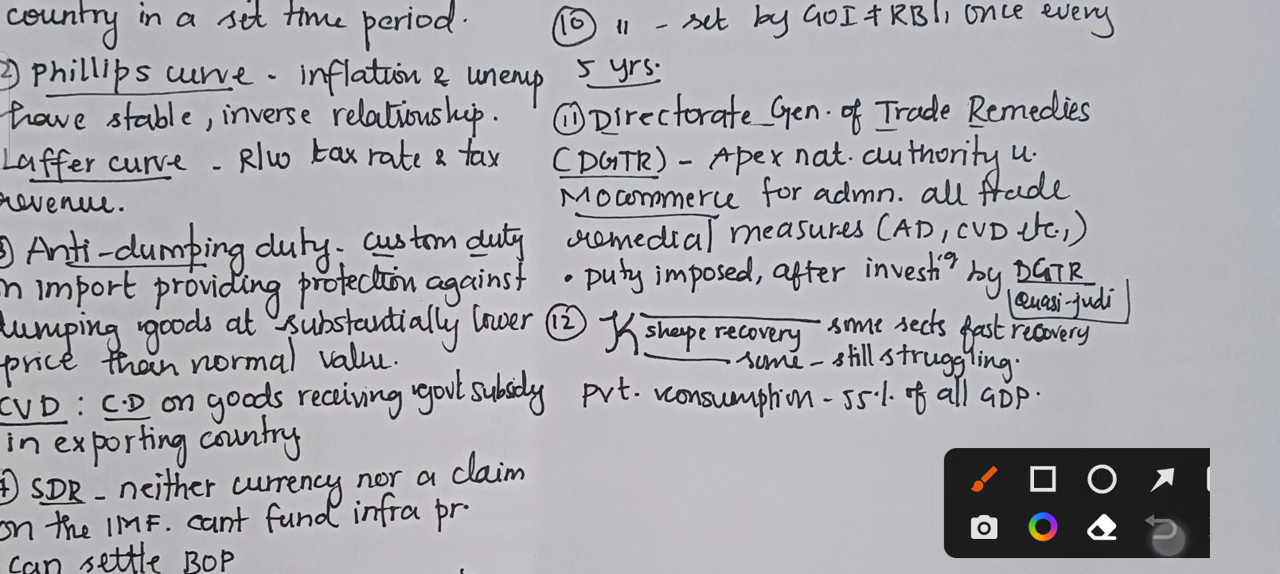 country in a set time period.
2) Phillips curve - inflation & unemp
have stable, inverse relationship.
Laffer curve - R/w tax rate & tax
revenue.
3) Anti-dumping duty - custom duty
n import providing protection against
dumping goods at substantially lower
price than normal value.
CVD : C.D on goods receiving govt subsidy
in exporting country
4) SDR - neither currency nor a claim
on the IMF. cant fund infra pr.
can settle BOP
10 " - set by GOI & RBI, once every
5 yrs.
11 Directorate Gen. of Trade Remedies
(DGTR) - Apex nat. authority u.
MOcommerce for admn. all trade
remedial measures (AD, CVD etc.,)
• Duty imposed, after investi'g by DGTR
Quasi-judi
12 K shape recovery some sects fast recovery
some - still struggling.
Pvt. consumption - 55% of all GDP.